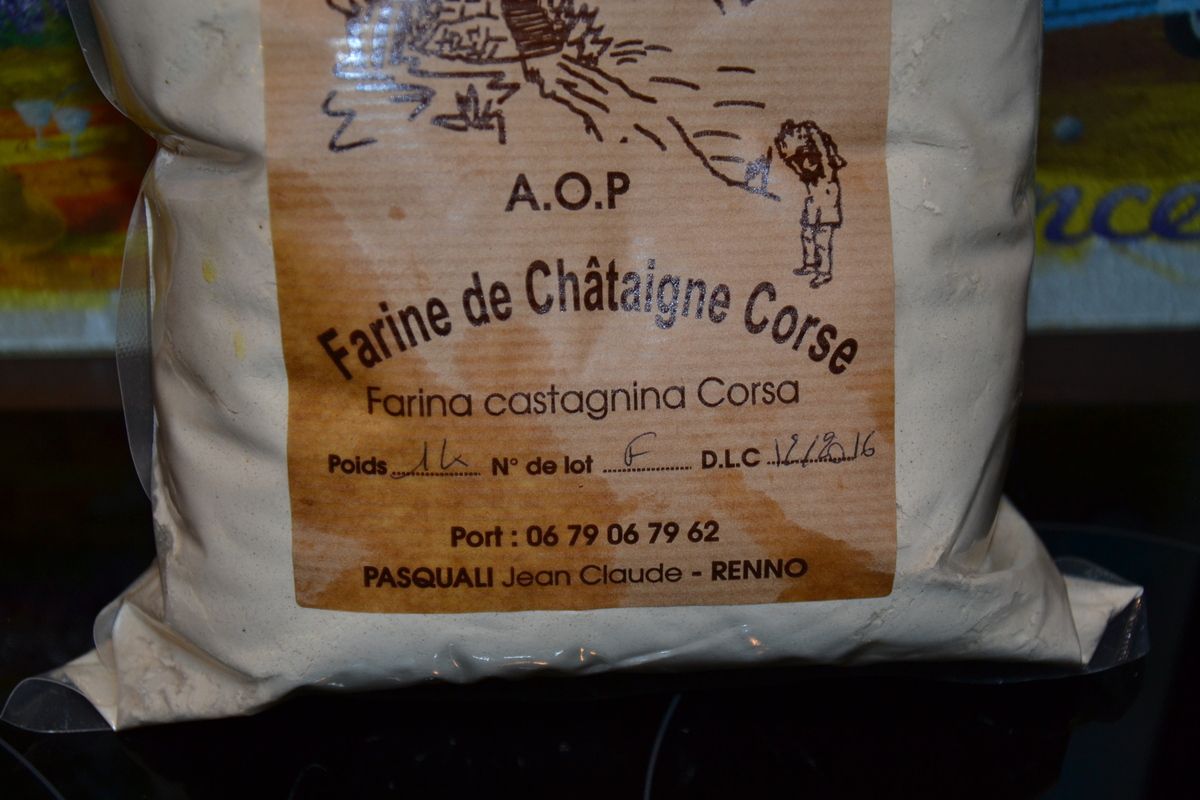 A.O.P
Farine de Châtaigne Corse
Farina castagnina Corsa
Poids 1k N° de lot F D.L.C 12/2016
Port : 06 79 06 79 62
PASQUALI Jean Claude - RENNO
nce